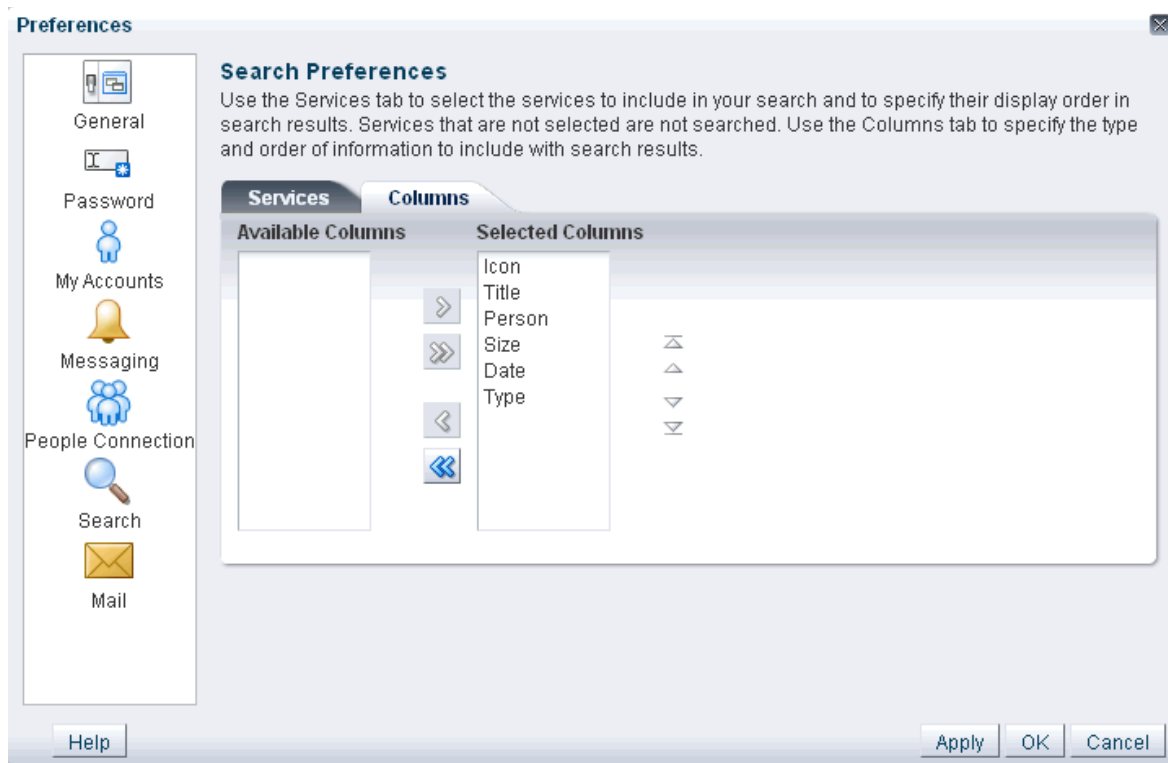 Preferences
General
Password
My Accounts
Messaging
People Connection
Search
Mail
Search Preferences
Use the Services tab to select the services to include in your search and to specify their display order in
search results. Services that are not selected are not searched. Use the Columns tab to specify the type
and order of information to include with search results.
Services
Columns
Available Columns
Selected Columns
Icon
Title
Person
Size
Date
Type
Help
Apply
OK
Cancel